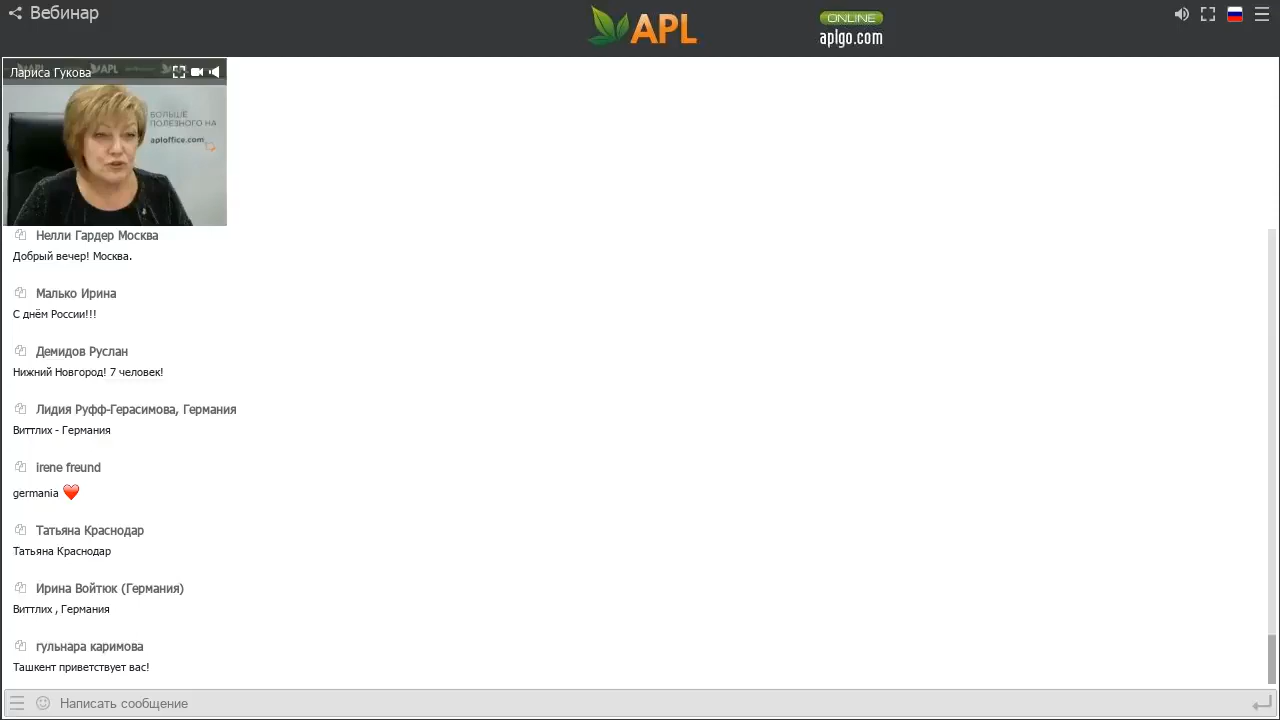 Вебинар
APL
ONLINE
aplgo.com
Лариса Гукова
БОЛЬШЕ
ПОЛЕЗНОГО НА
aploffice.com
Нелли Гардер Москва
Добрый вечер! Москва.
Малько Ирина
С днём России!!!
Демидов Руслан
Нижний Новгород! 7 человек!
Лидия Руфф-Герасимова, Германия
Виттлих - Германия
irene freund
germania ❤️
Татьяна Краснодар
Татьяна Краснодар
Ирина Войтюк (Германия)
Виттлих , Германия
гульнара каримова
Ташкент приветствует вас!
Написать сообщение